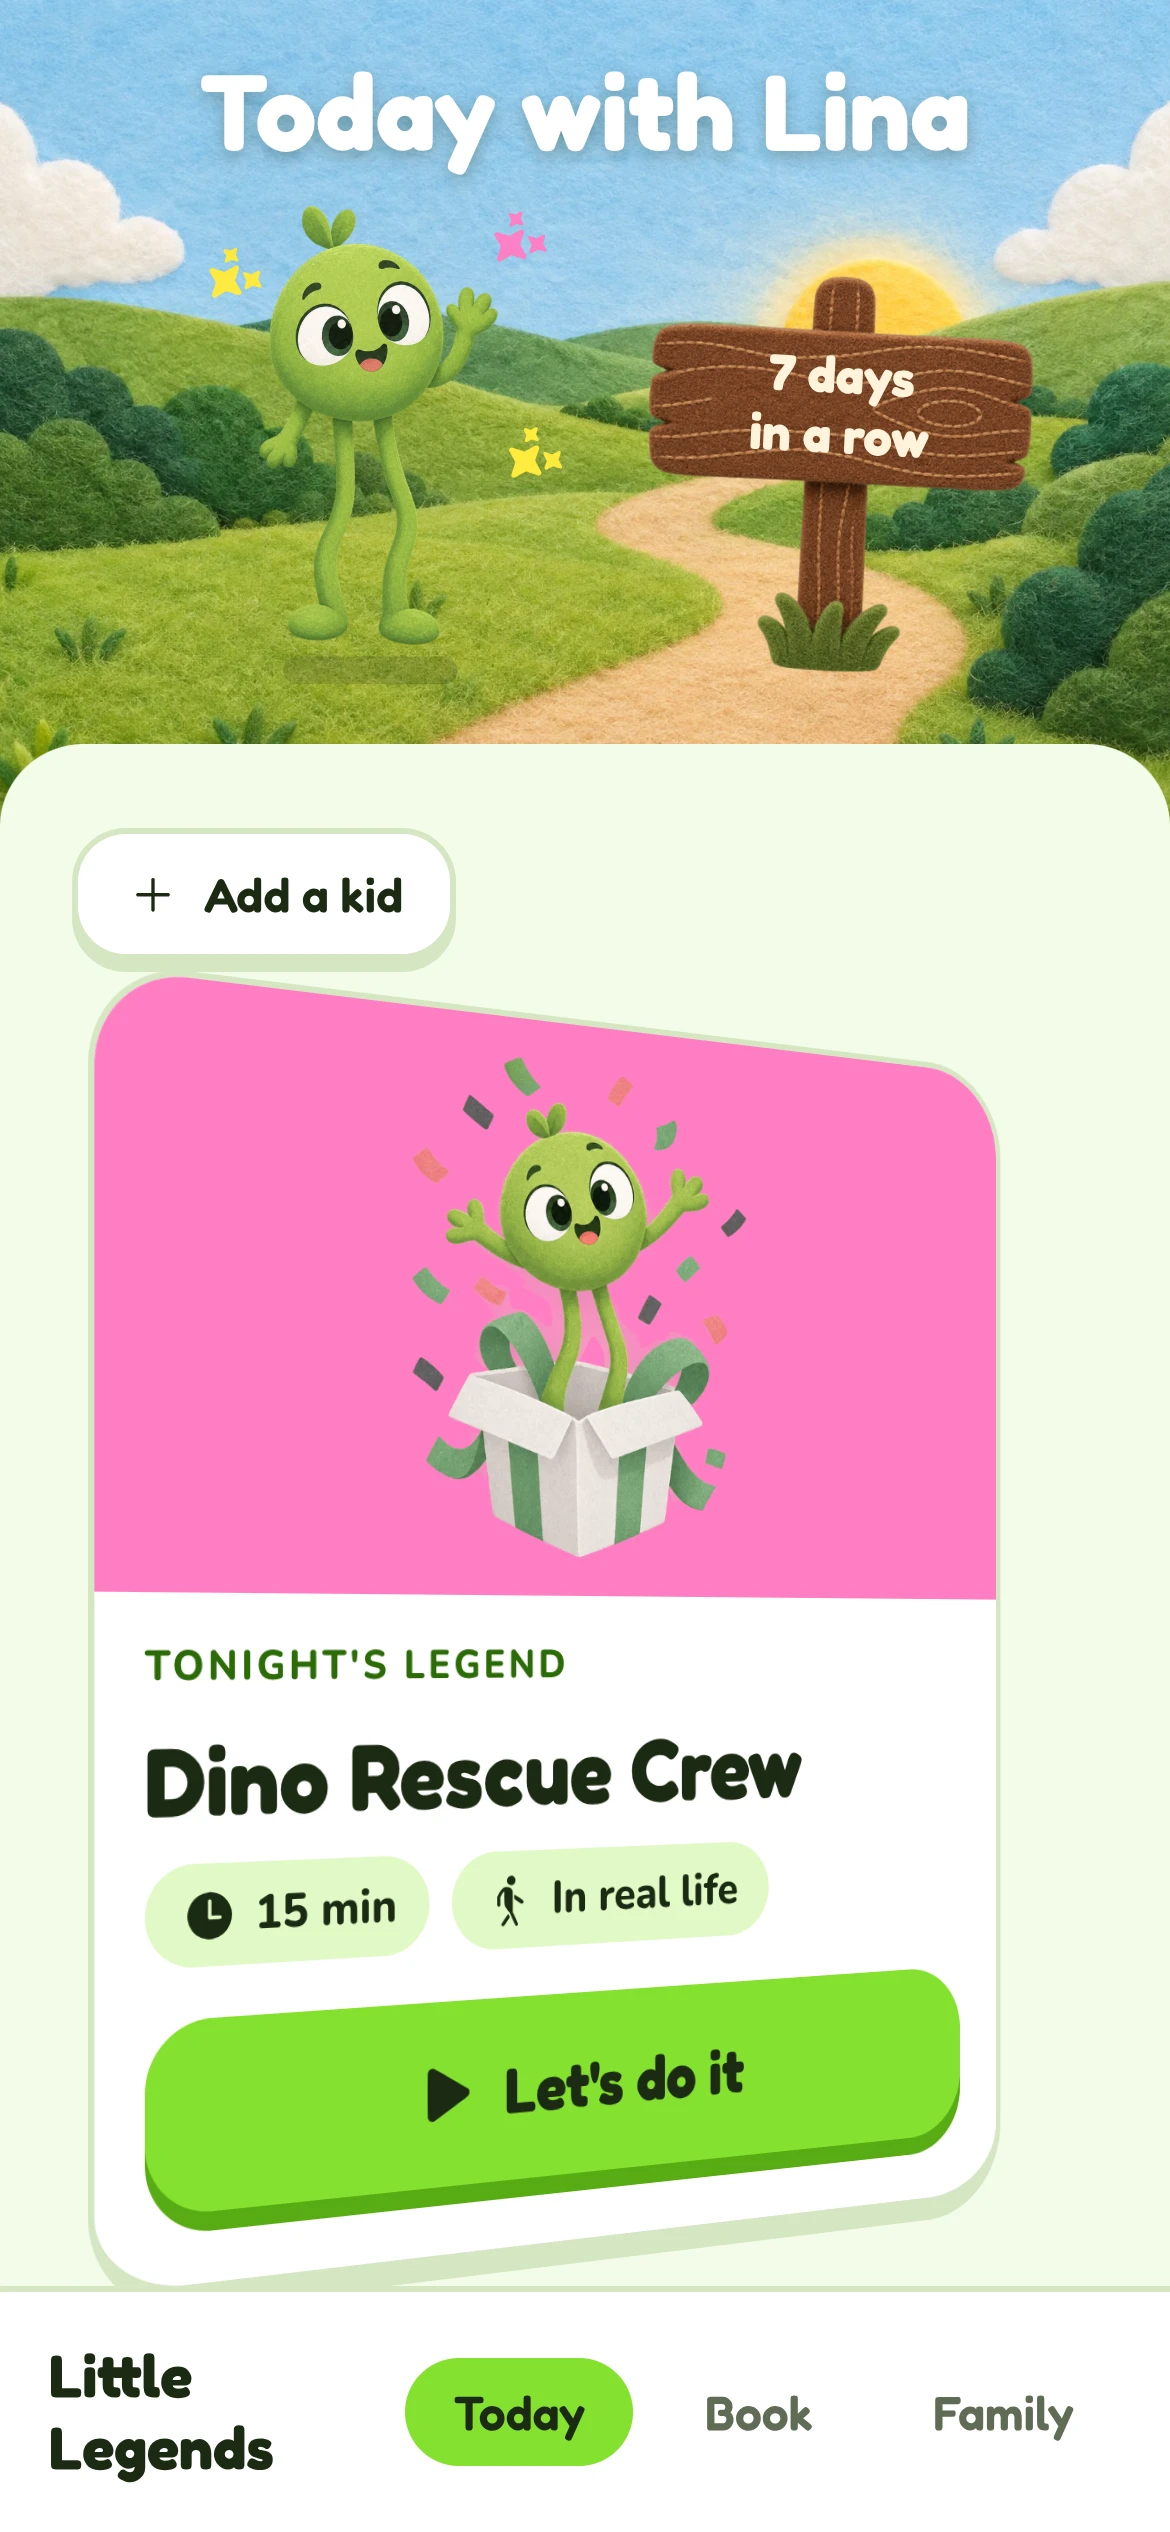 Today with Lina
7 days
in a row
Add a kid
TONIGHT'S LEGEND
Dino Rescue Crew
15 min
In real life
Let's do it
Little
Legends
Today
Book
Family